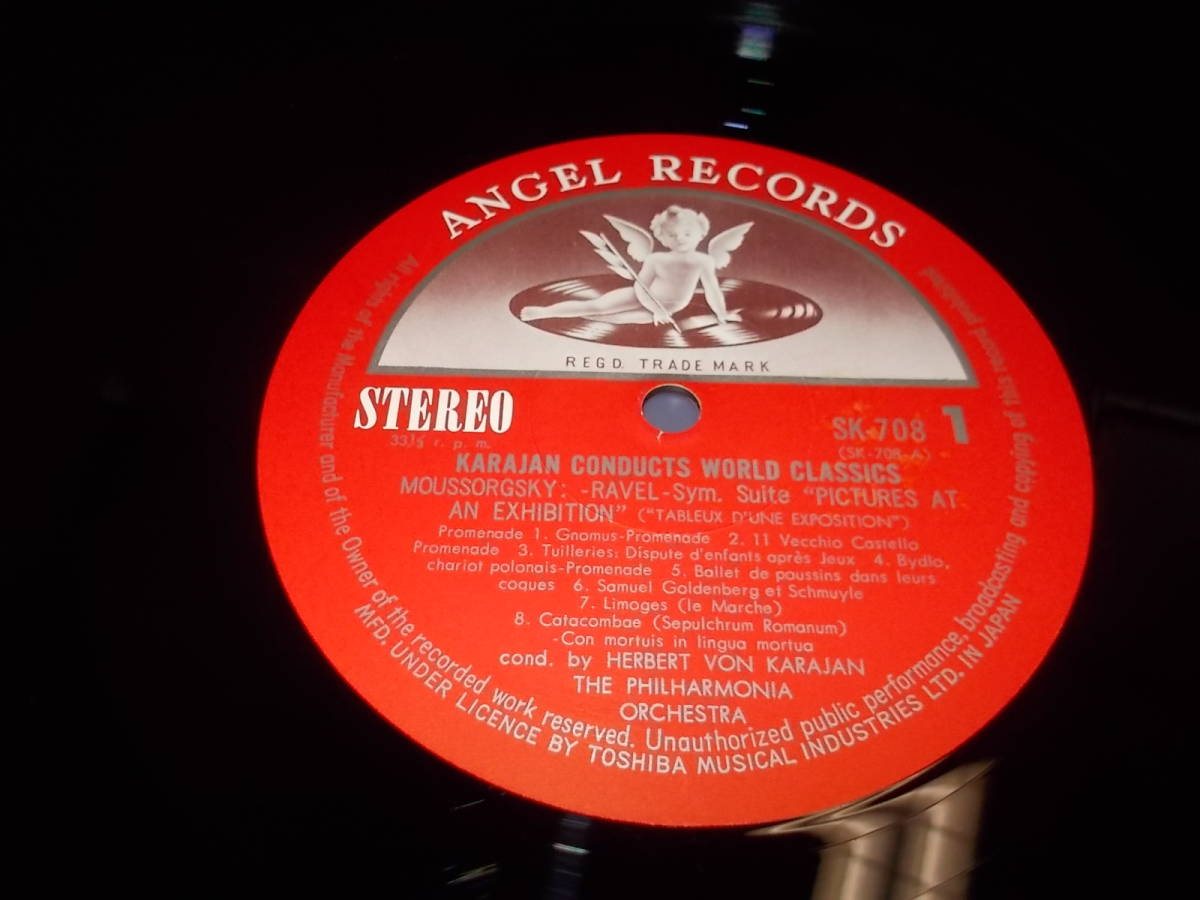 ANGEL RECORDS
REGD. TRADE MARK
STEREO
33⅓ r. p. m.
SK-708 1
(SK-708-A)
KARAJAN CONDUCTS WORLD CLASSICS
MOUSSORGSKY: -RAVEL-Sym. Suite "PICTURES AT
AN EXHIBITION" ("TABLEUX D'UNE EXPOSITION")
Promenade 1. Gnomus-Promenade 2. 11 Vecchio Castello
Promenade 3. Tuilleries: Dispute d'enfants après Jeux 4. Bydlo,
chariot polonais-Promenade 5. Ballet de poussins dans leurs
coques 6. Samuel Goldenberg et Schmuyle
7. Limoges (le Marche)
8. Catacombae (Sepulchrum Romanum)
-Con mortuis in lingua mortua
cond. by HERBERT VON KARAJAN
THE PHILHARMONIA
ORCHESTRA
All rights of the Manufacturer and of the Owner of the recorded work reserved. Unauthorized public performance, broadcasting and copying of this record prohibited
MFD. UNDER LICENCE BY TOSHIBA MUSICAL INDUSTRIES LTD. IN JAPAN